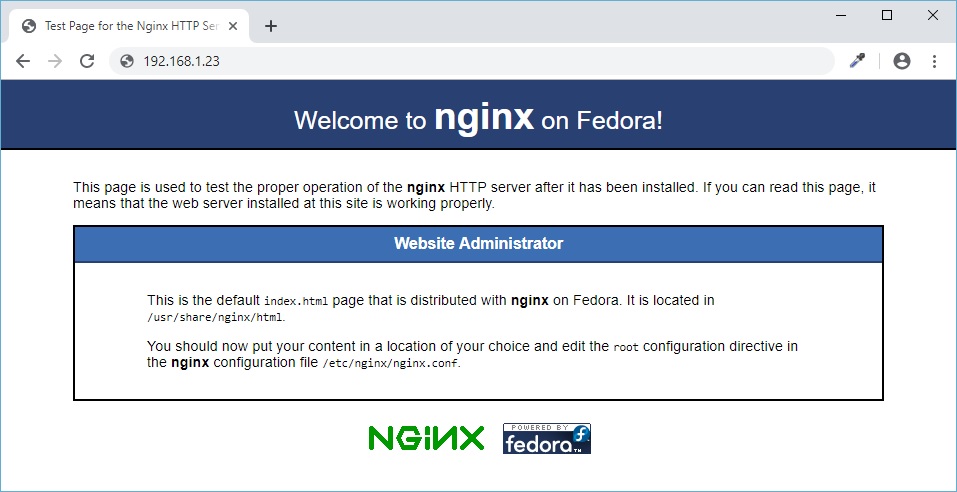 Test Page for the Nginx HTTP Ser
192.168.1.23
Welcome to nginx on Fedora!
This page is used to test the proper operation of the nginx HTTP server after it has been installed. If you can read this page, it
means that the web server installed at this site is working properly.
Website Administrator
This is the default index.html page that is distributed with nginx on Fedora. It is located in
/usr/share/nginx/html.
You should now put your content in a location of your choice and edit the root configuration directive in
the nginx configuration file /etc/nginx/nginx.conf.
NGiNX
POWERED BY
fedora™